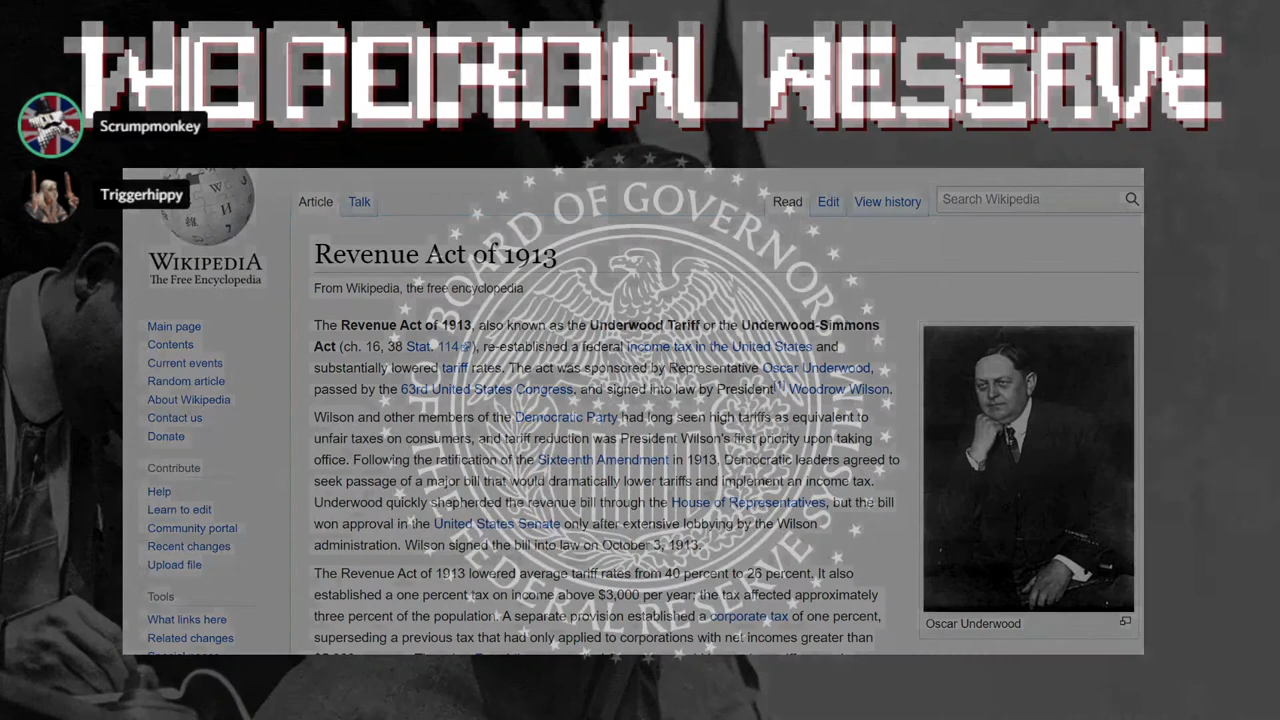 THE FEDERAL RESERVE
Scrumpmonkey
Triggerhippy
Article Talk Read Edit View history Search Wikipedia
WIKIPEDIA
The Free Encyclopedia
Revenue Act of 1913
From Wikipedia, the free encyclopedia
Main page
Contents
Current events
Random article
About Wikipedia
Contact us
Donate
Contribute
Help
Learn to edit
Community portal
Recent changes
Upload file
Tools
What links here
Related changes
The Revenue Act of 1913, also known as the Underwood Tariff or the Underwood-Simmons
Act (ch. 16, 38 Stat. 114), re-established a federal income tax in the United States and
substantially lowered tariff rates. The act was sponsored by Representative Oscar Underwood,
passed by the 63rd United States Congress, and signed into law by President[1] Woodrow Wilson.
Wilson and other members of the Democratic Party had long seen high tariffs as equivalent to
unfair taxes on consumers, and tariff reduction was President Wilson's first priority upon taking
office. Following the ratification of the Sixteenth Amendment in 1913, Democratic leaders agreed to
seek passage of a major bill that would dramatically lower tariffs and implement an income tax.
Underwood quickly shepherded the revenue bill through the House of Representatives, but the bill
won approval in the United States Senate only after extensive lobbying by the Wilson
administration. Wilson signed the bill into law on October 3, 1913.
The Revenue Act of 1913 lowered average tariff rates from 40 percent to 26 percent. It also
established a one percent tax on income above $3,000 per year; the tax affected approximately
three percent of the population. A separate provision established a corporate tax of one percent,
superseding a previous tax that had only applied to corporations with net incomes greater than
Oscar Underwood
BOARD OF GOVERNORS
OF THE FEDERAL RESERVE SYSTEM